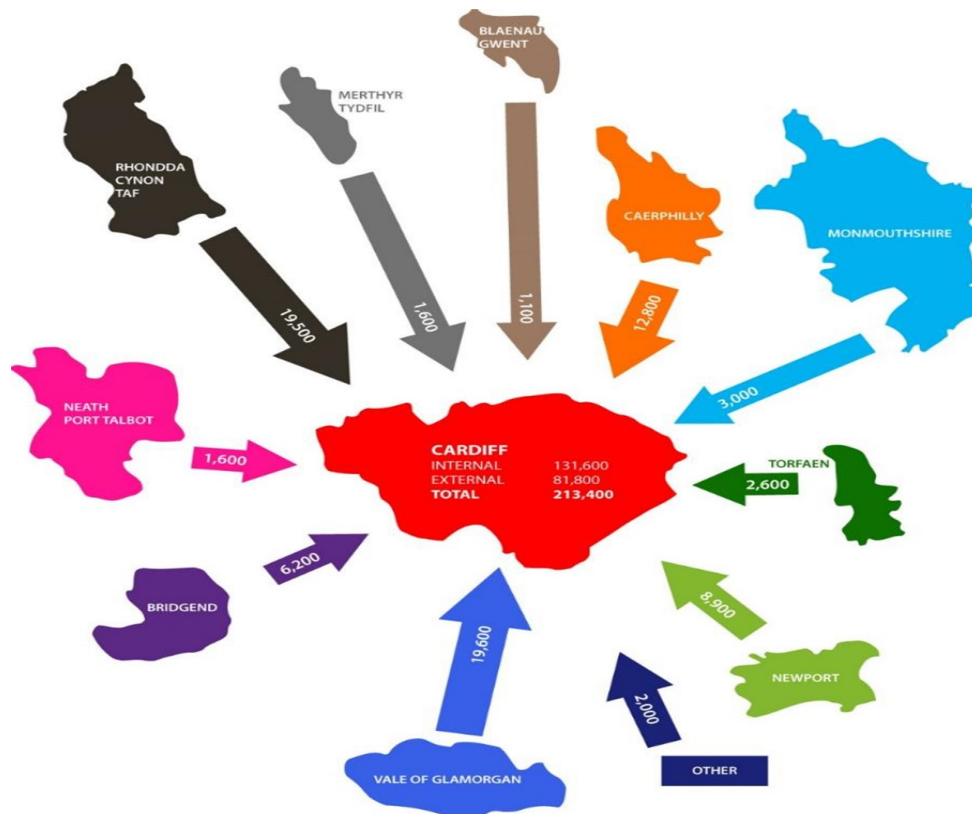 BLAENAU
GWENT
MERTHYR
TYDFIL
RHONDDA
CYNON
TAF
CAERPHILLY
MONMOUTHSHIRE
19,500
1,600
1,100
12,800
3,000
NEATH
PORT TALBOT
1,600
CARDIFF
INTERNAL 131,600
EXTERNAL 81,800
TOTAL 213,400
TORFAEN
2,600
6,200
BRIDGEND
8,900
NEWPORT
19,600
2,000
VALE OF GLAMORGAN
OTHER